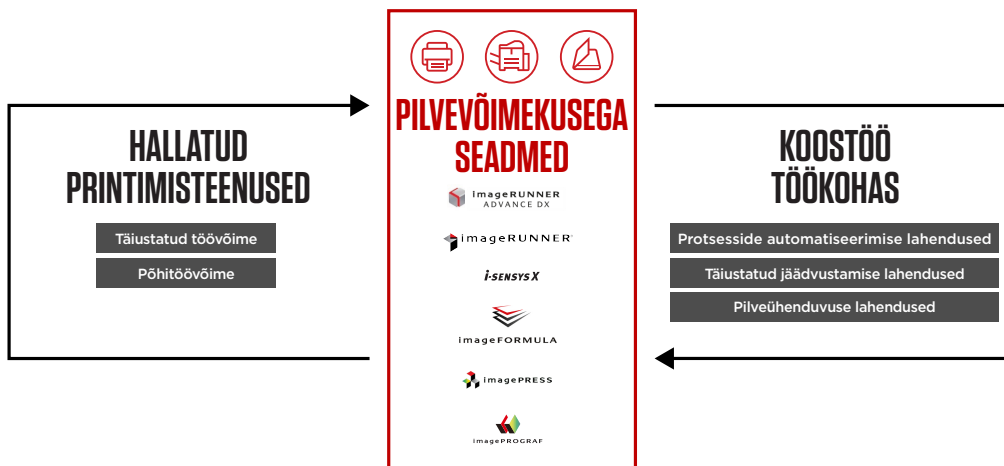 HALLATUD
PRINTIMISTEENUSED
Täiustatud töövõime
Põhitöövõime
PILVEVÕIMEKUSEGA
SEADMED
imageRUNNER
ADVANCE DX
imageRUNNER
i-SENSYS X
imageFORMULA
imagePRESS
imagePROGRAF
KOOSTÖÖ
TÖÖKOHAS
Protsesside automatiseerimise lahendused
Täiustatud jäädvustamise lahendused
Pilveühenduvuse lahendused